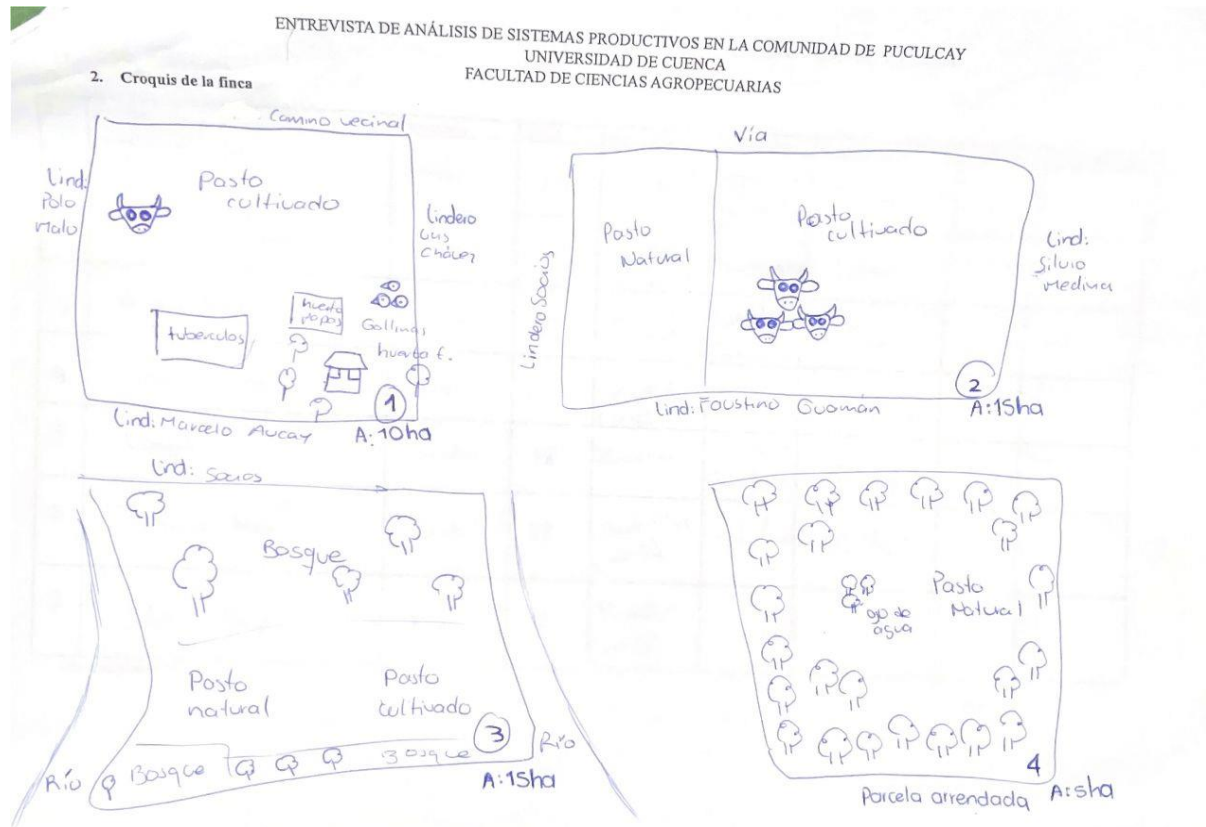 ENTREVISTA DE ANÁLISIS DE SISTEMAS PRODUCTIVOS EN LA COMUNIDAD DE PUCULCAY
UNIVERSIDAD DE CUENCA
FACULTAD DE CIENCIAS AGROPECUARIAS
2. Croquis de la finca
Camino vecinal
Lind:
Polo
Malo
Pasto
cultivado
Lindero
Luis
Chávez
tuberculos
huerta
papas
Gallinas
huerto f.
1
Lind: Marcelo Aucay
A: 10ha
Vía
Lindero Socios
Pasto
Natural
Pasto
cultivado
Lind:
Silvio
Medina
2
Lind: Faustino Guamán
A: 15ha
Lind: Socios
Bosque
Pasto
natural
Pasto
cultivado
3
Río
Bosque
Bosque
Río
A: 15ha
Pasto
Natural
ojo de
agua
4
Parcela arrendada
A: 5ha